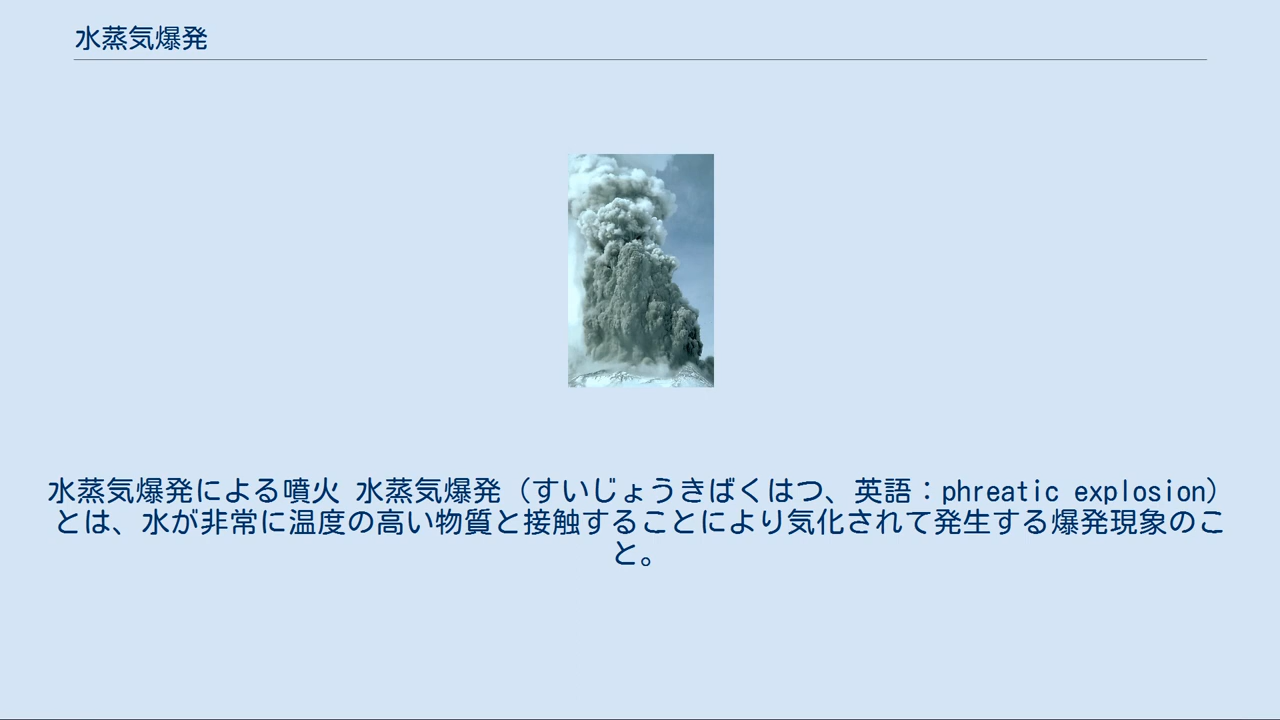 水蒸気爆発
水蒸気爆発による噴火 水蒸気爆発（すいじょうきばくはつ、英語：phreatic explosion）
とは、水が非常に温度の高い物質と接触することにより気化されて発生する爆発現象のこ
と。